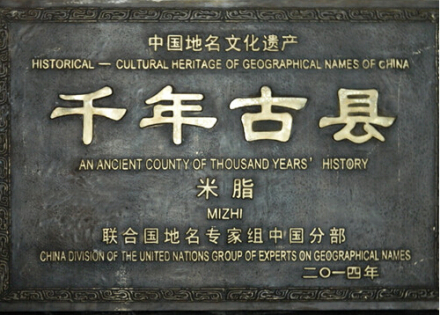 中国地名文化遗产
HISTORICAL — CULTURAL HERITAGE OF GEOGRAPHICAL NAMES OF CHINA
千年古县
AN ANCIENT COUNTY OF THOUSAND YEARS' HISTORY
米脂
MIZHI
联合国地名专家组中国分部
CHINA DIVISION OF THE UNITED NATIONS GROUP OF EXPERTS ON GEOGRAPHICAL NAMES
二〇一四年